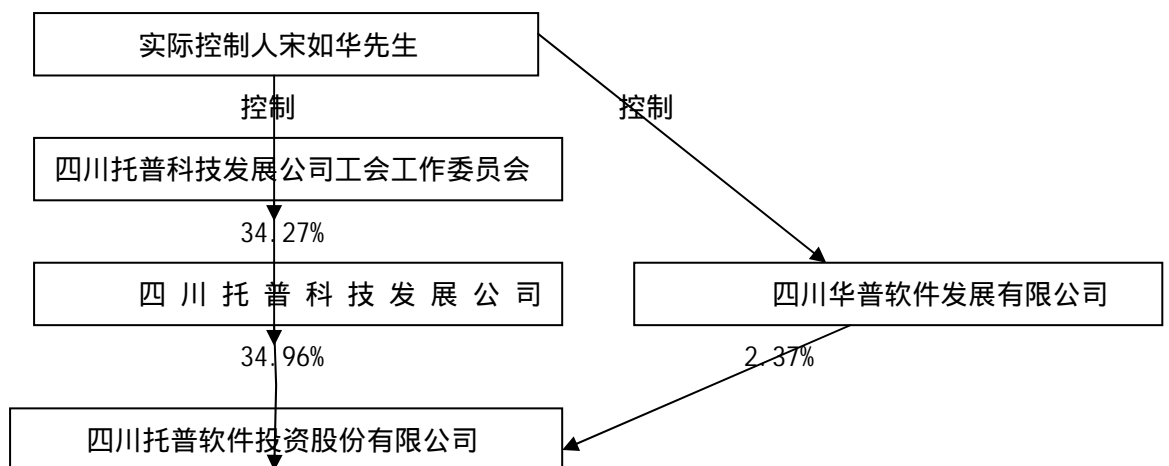 实际控制人宋如华先生
控制
控制
四川托普科技发展公司工会工作委员会
34.27%
四川托普科技发展公司
四川华普软件发展有限公司
34.96%
2.37%
四川托普软件投资股份有限公司